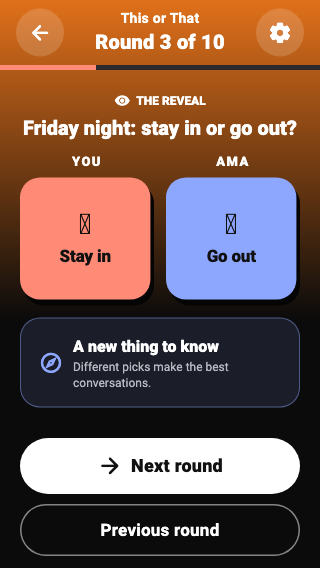 This or That
Round 3 of 10
THE REVEAL
Friday night: stay in or go out?
YOU
AMA
Stay in
Go out
A new thing to know
Different picks make the best
conversations.
Next round
Previous round